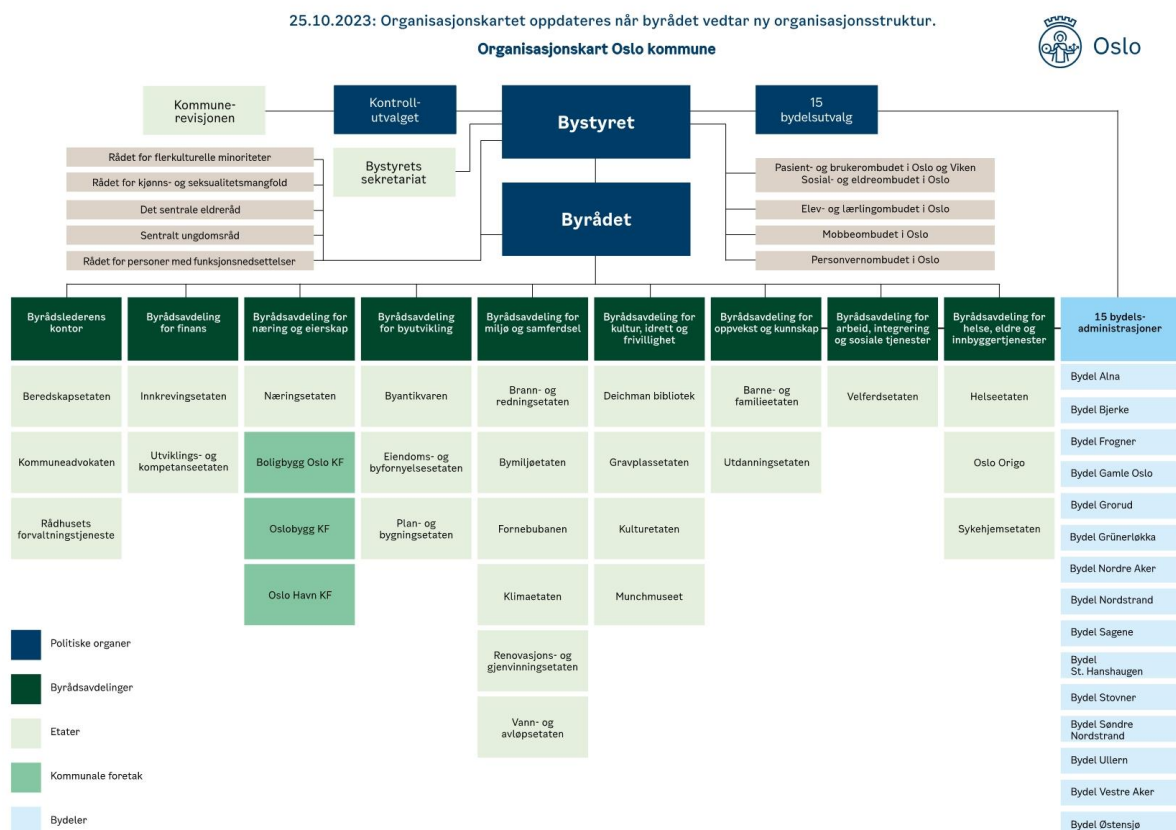 25.10.2023: Organisasjonskartet oppdateres når byrådet vedtar ny organisasjonsstruktur.
Organisasjonskart Oslo kommune
Oslo
Kommune-
revisjonen
Kontroll-
utvalget
Bystyret
15
bydelsutvalg
Rådet for flerkulturelle minoriteter
Rådet for kjønns- og seksualitetsmangfold
Det sentrale eldreråd
Sentralt ungdomsråd
Rådet for personer med funksjonsnedsettelser
Bystyrets
sekretariat
Byrådet
Pasient- og brukerombudet i Oslo og Viken
Sosial- og eldreombudet i Oslo
Elev- og lærlingombudet i Oslo
Mobbeombudet i Oslo
Personvernombudet i Oslo
Byrådslederens
kontor
Beredskapsetaten
Kommuneadvokaten
Rådhusets
forvaltningstjeneste
Byrådsavdeling
for finans
Innkrevingsetaten
Utviklings- og
kompetanseetaten
Byrådsavdeling for
næring og eierskap
Næringsetaten
Boligbygg Oslo KF
Oslobygg KF
Oslo Havn KF
Byrådsavdeling
for byutvikling
Byantikvaren
Eiendoms- og
byfornyelsesetaten
Plan- og
bygningsetaten
Byrådsavdeling for
miljø og samferdsel
Brann- og
redningsetaten
Bymiljøetaten
Fornebubanen
Klimaetaten
Renovasjons- og
gjenvinningsetaten
Vann- og
avløpsetaten
Byrådsavdeling for
kultur, idrett og
frivillighet
Deichman bibliotek
Gravplassetaten
Kulturetaten
Munchmuseet
Byrådsavdeling for
oppvekst og kunnskap
Barne- og
familieetaten
Utdanningsetaten
Byrådsavdeling for
arbeid, integrering
og sosiale tjenester
Velferdsetaten
Byrådsavdeling for
helse, eldre og
innbyggertjenester
Helseetaten
Oslo Origo
Sykehjemsetaten
15 bydels-
administrasjoner
Bydel Alna
Bydel Bjerke
Bydel Frogner
Bydel Gamle Oslo
Bydel Grorud
Bydel Grünerløkka
Bydel Nordre Aker
Bydel Nordstrand
Bydel Sagene
Bydel
St. Hanshaugen
Bydel Stovner
Bydel Søndre
Nordstrand
Bydel Ullern
Bydel Vestre Aker
Bydel Østensjø
Politiske organer
Byrådsavdelinger
Etater
Kommunale foretak
Bydeler